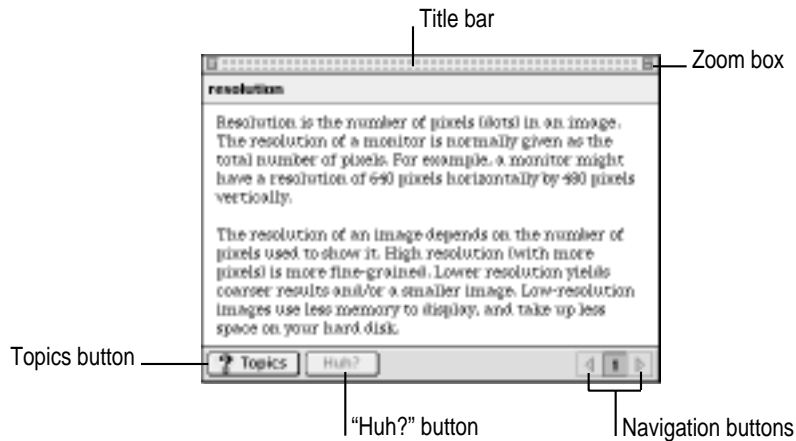 Title bar
Zoom box
resolution
Resolution is the number of pixels (dots) in an image.
The resolution of a monitor is normally given as the
total number of pixels. For example, a monitor might
have a resolution of 640 pixels horizontally by 480 pixels
vertically.
The resolution of an image depends on the number of
pixels used to show it. High resolution (with more
pixels) is more fine-grained. Lower resolution yields
coarser results and/or a smaller image. Low-resolution
images use less memory to display, and take up less
space on your hard disk.
Topics button
? Topics
Huh?
1
“Huh?” button
Navigation buttons